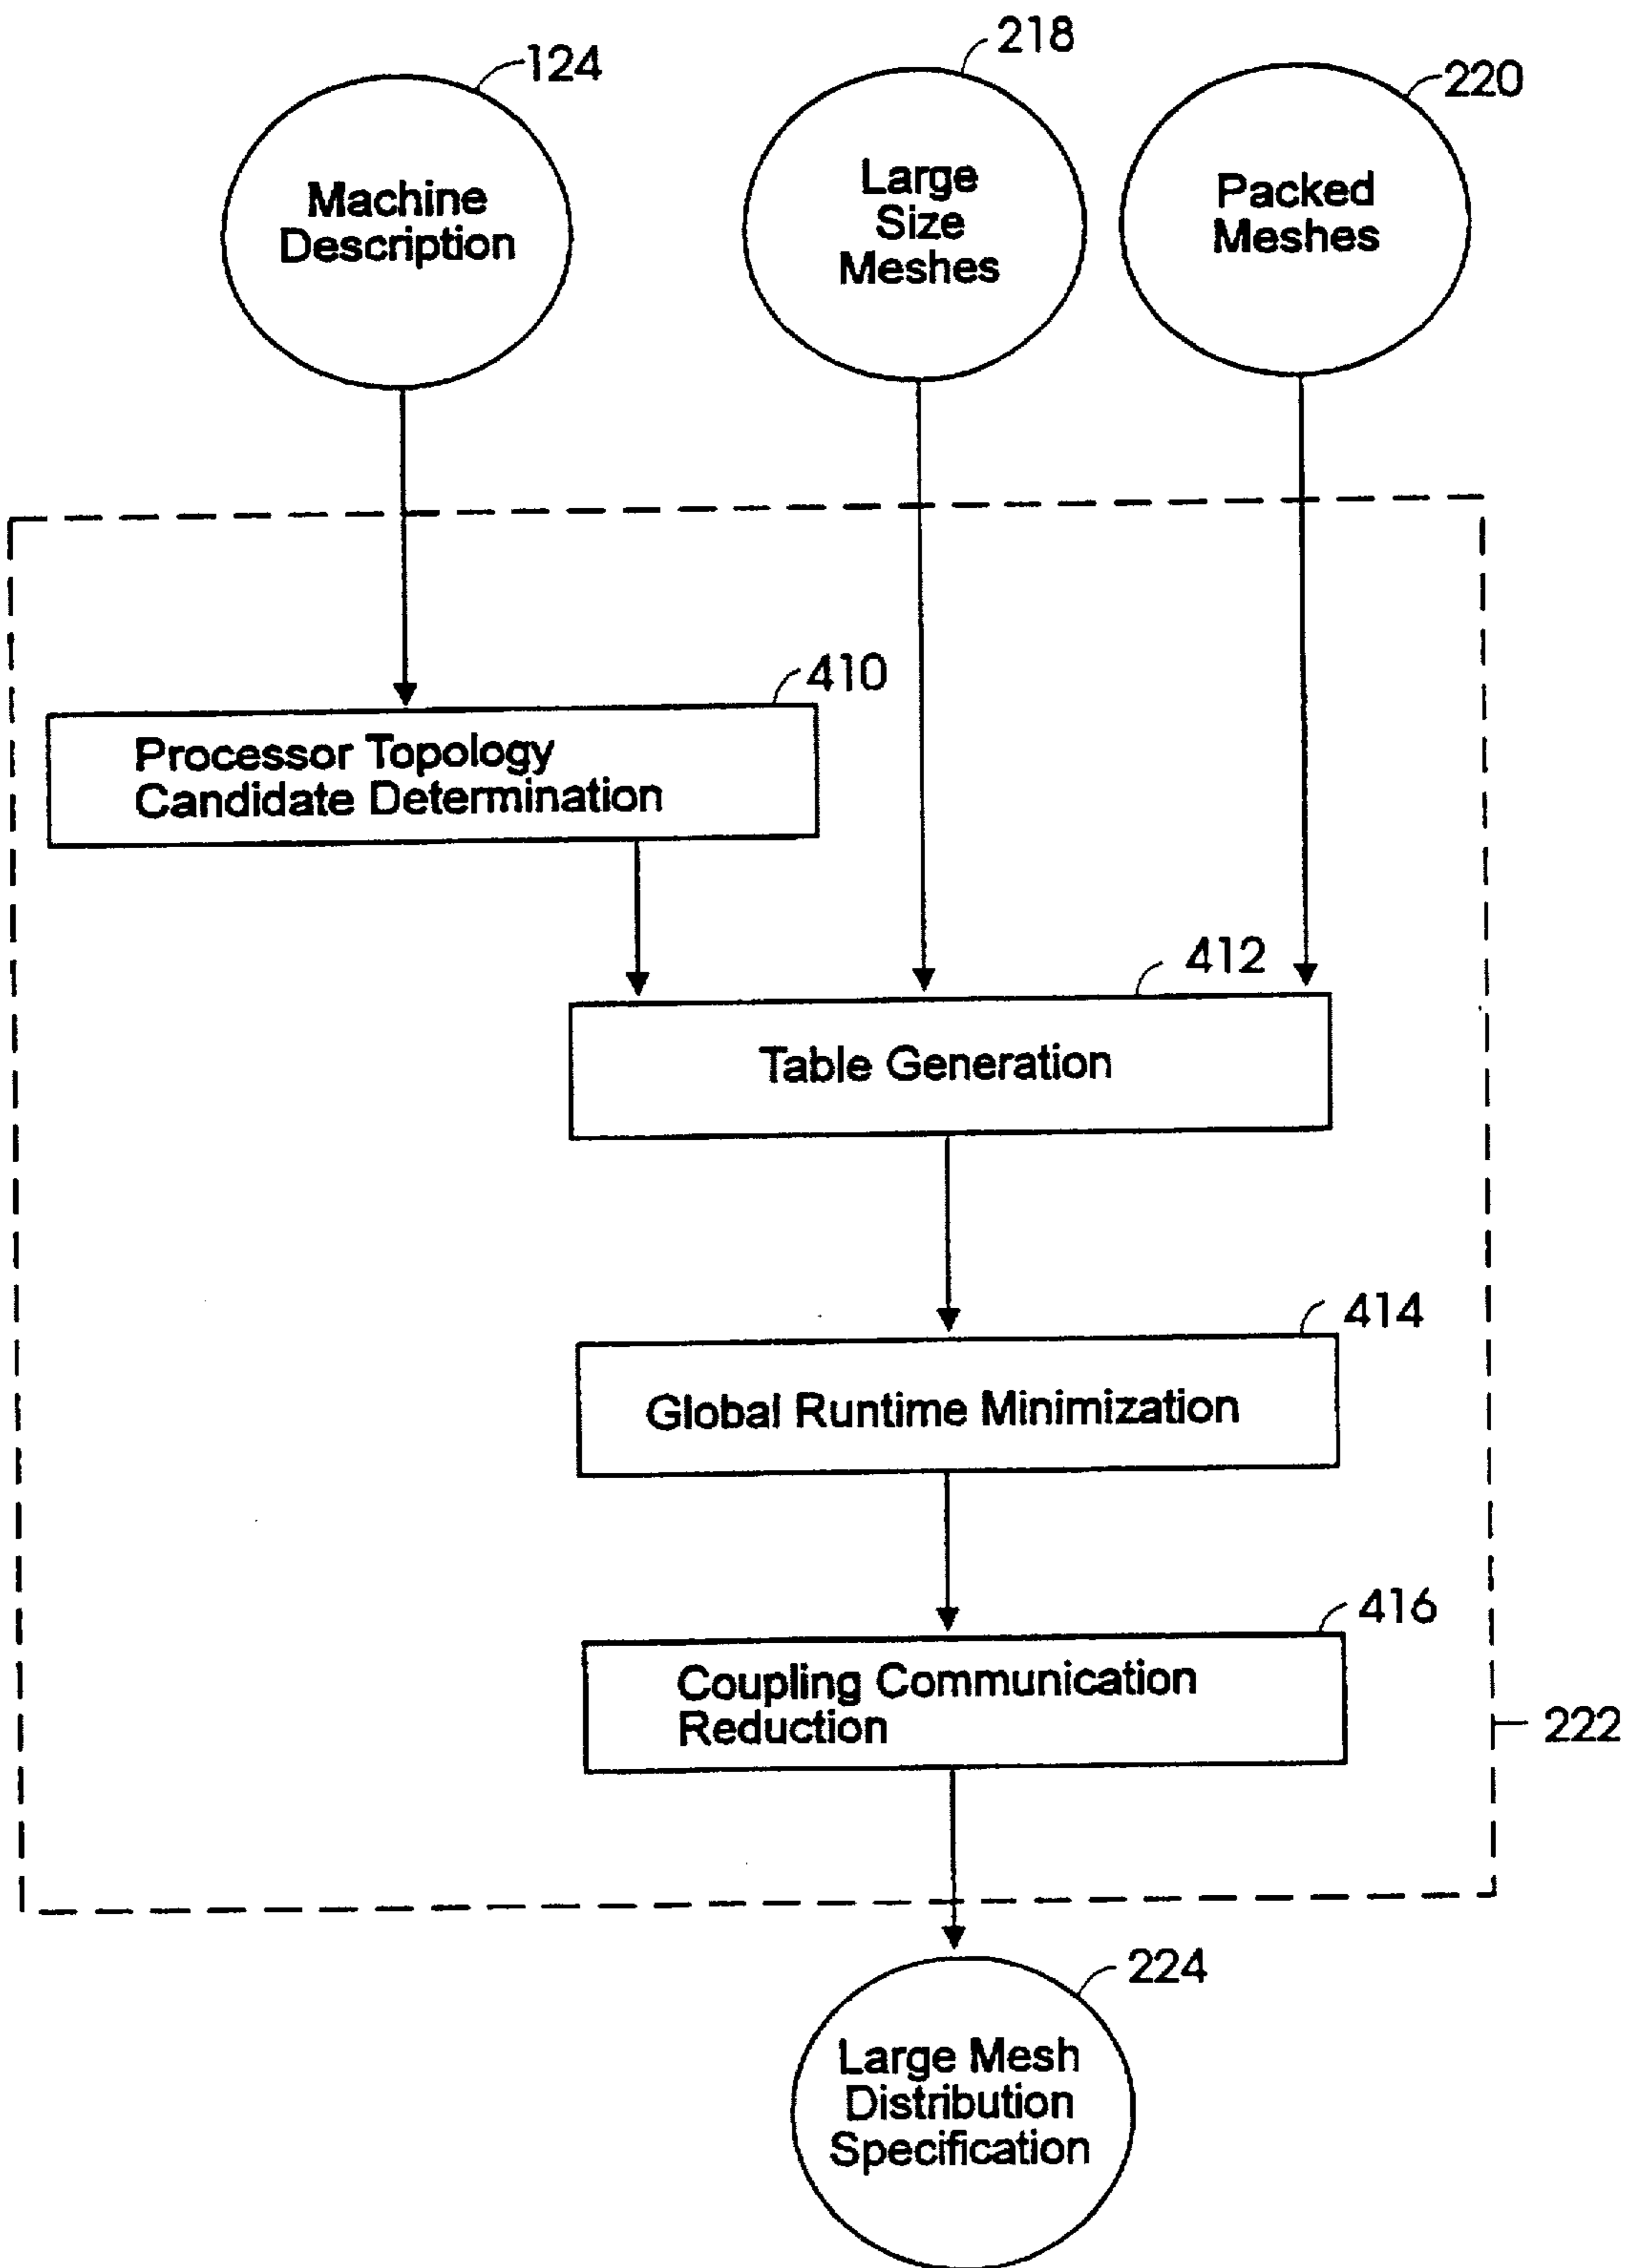 124
218
220
Machine
Description
Large
Size
Meshes
Packed
Meshes
410
Processor Topology
Candidate Determination
412
Table Generation
414
Global Runtime Minimization
416
Coupling Communication
Reduction
222
224
Large Mesh
Distribution
Specification